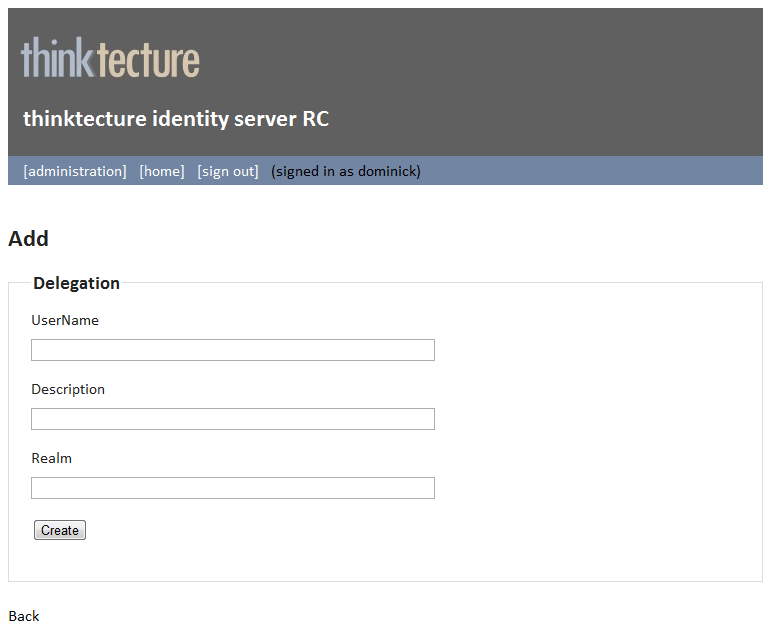 thinktecture
thinktecture identity server RC
[administration] [home] [sign out] (signed in as dominick)
Add
Delegation
UserName
Description
Realm
Create
Back